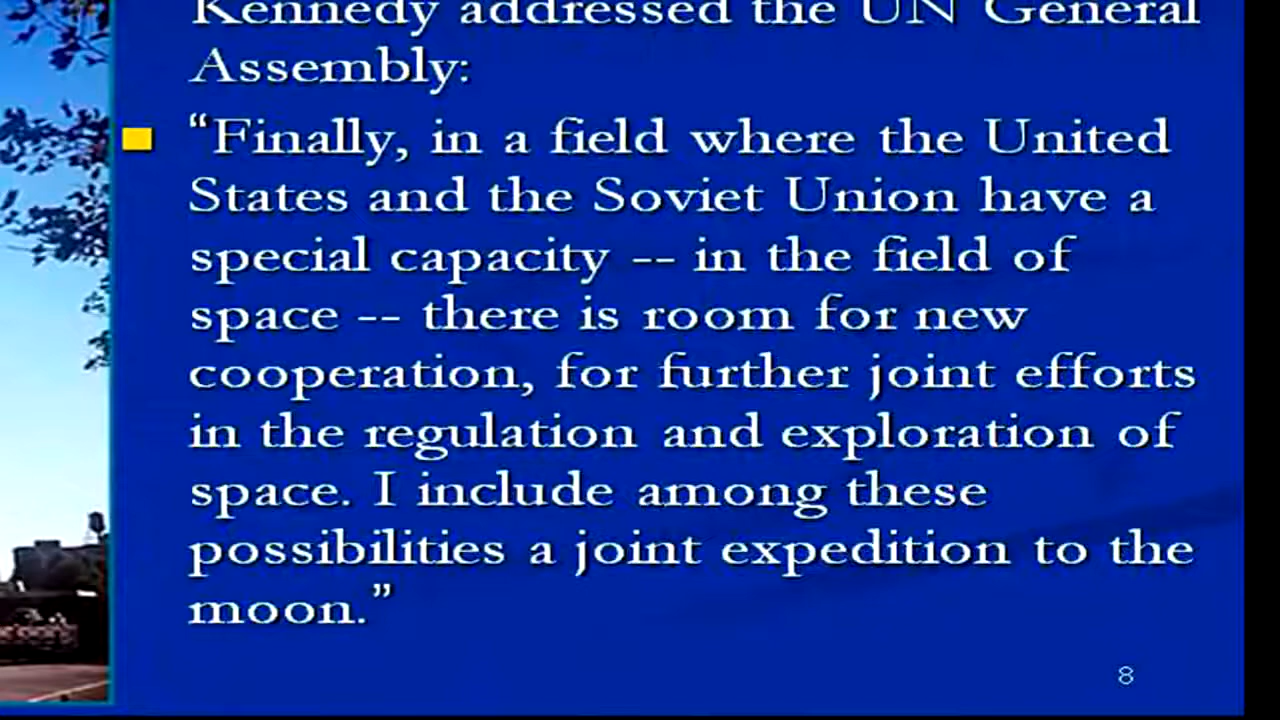 Kennedy addressed the UN General
Assembly:
“Finally, in a field where the United
States and the Soviet Union have a
special capacity -- in the field of
space -- there is room for new
cooperation, for further joint efforts
in the regulation and exploration of
space. I include among these
possibilities a joint expedition to the
moon.”
8